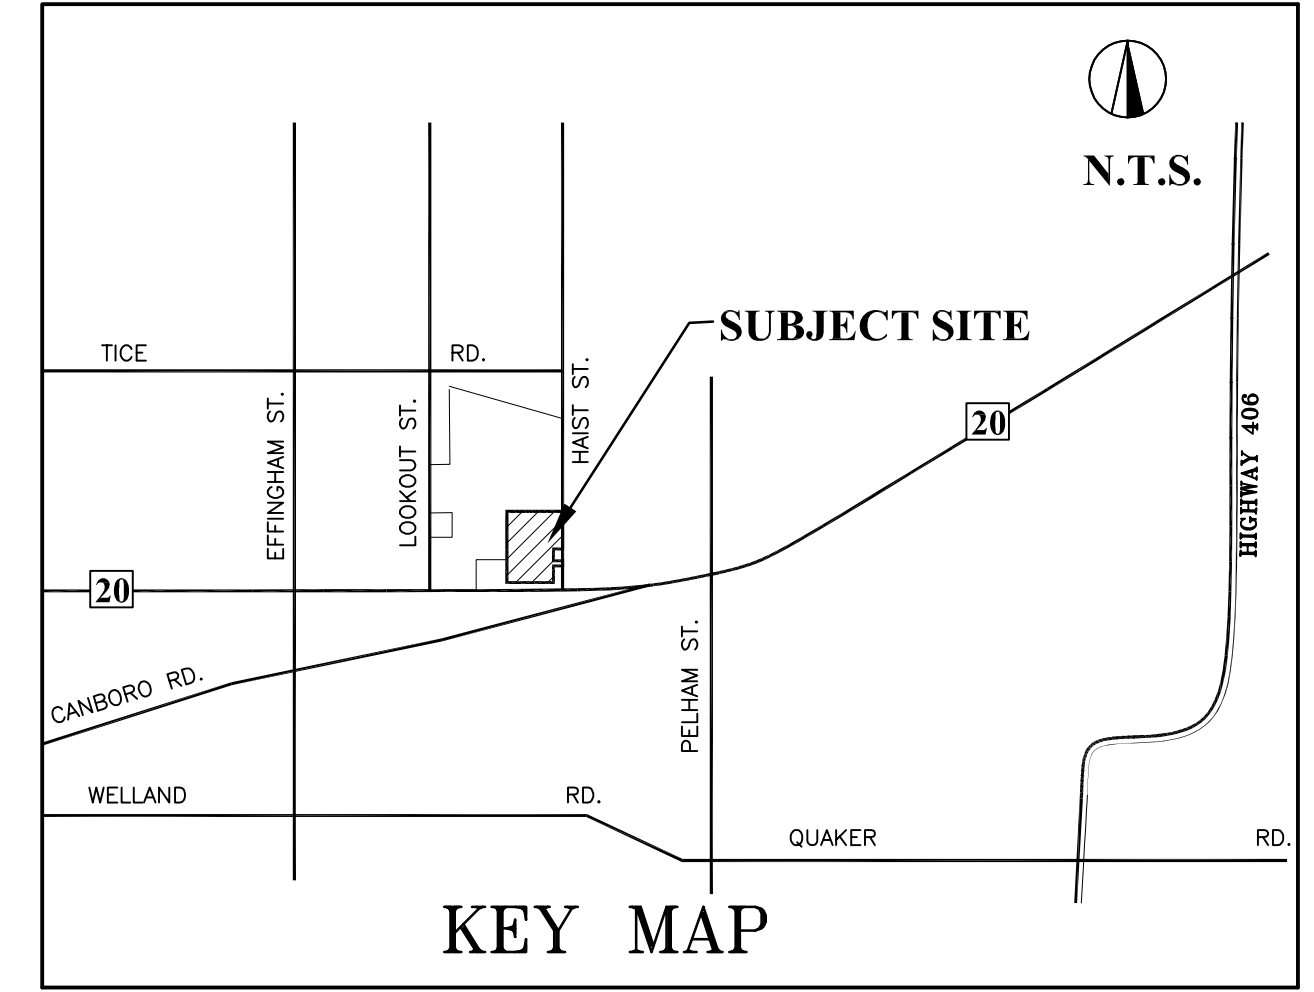 N.T.S.
SUBJECT SITE
TICE RD.
HAIST ST.
EFFINGHAM ST.
LOOKOUT ST.
20
HIGHWAY 406
20
CANBORO RD.
PELHAM ST.
WELLAND RD.
QUAKER RD.
KEY MAP